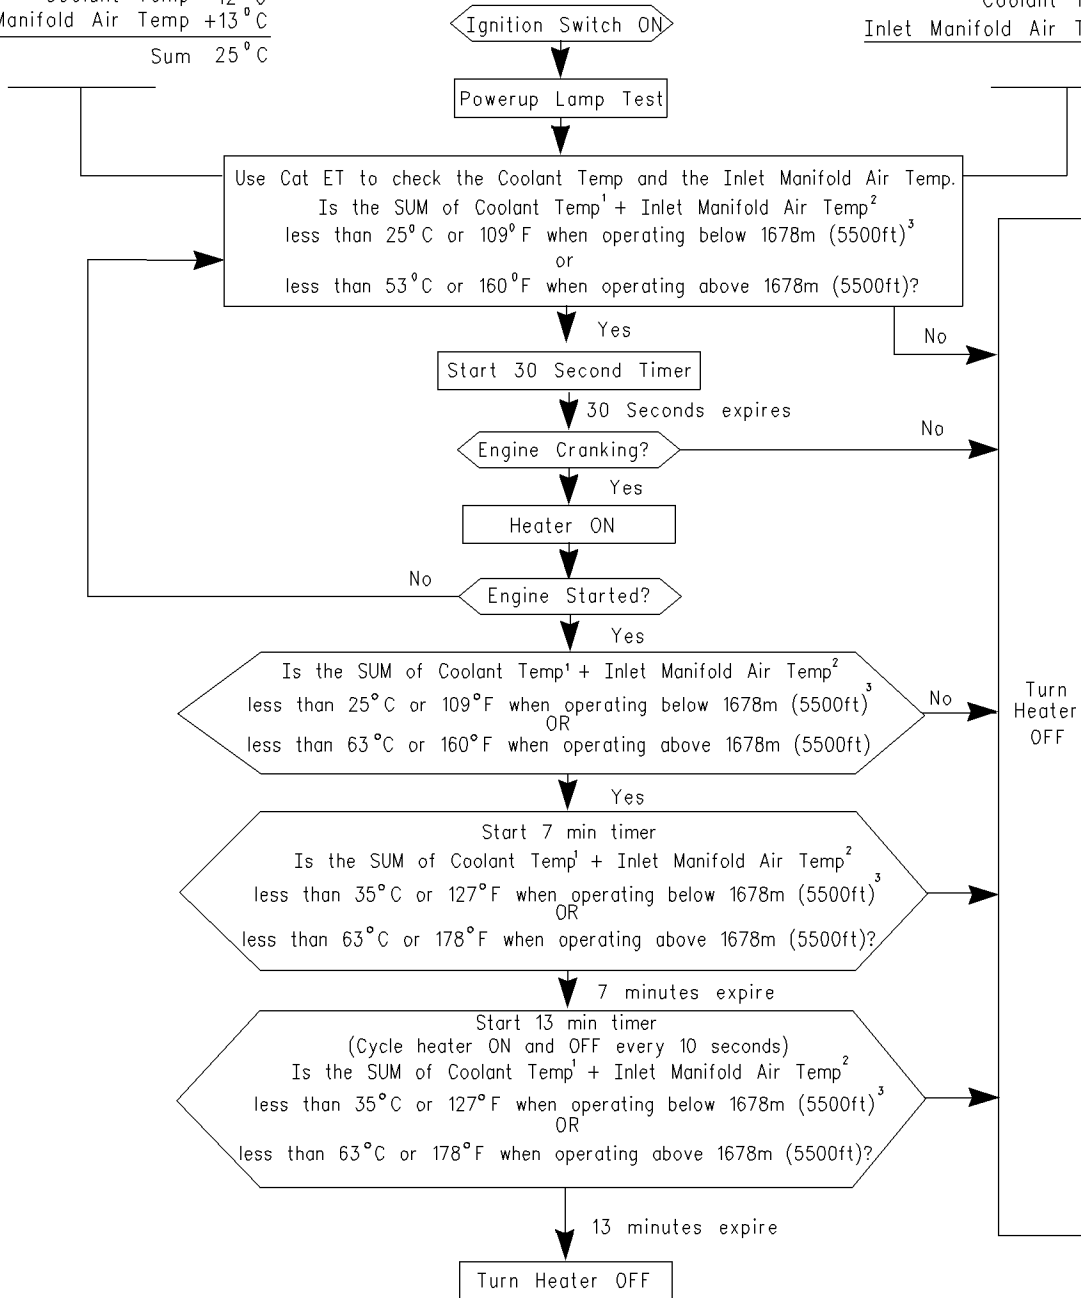 Manifold Air Temp +13°C
Sum 25°C
Coolant
Inlet Manifold Air
Ignition Switch ON
Powerup Lamp Test
Use Cat ET to check the Coolant Temp and the Inlet Manifold Air Temp.
Is the SUM of Coolant Temp¹ + Inlet Manifold Air Temp²
less than 25°C or 109°F when operating below 1678m (5500ft)³
or
less than 53°C or 160°F when operating above 1678m (5500ft)?
Yes
No
Start 30 Second Timer
30 Seconds expires
Engine Cranking?
No
Yes
Heater ON
No
Engine Started?
Yes
Is the SUM of Coolant Temp¹ + Inlet Manifold Air Temp²
less than 25°C or 109°F when operating below 1678m (5500ft)³
OR
less than 63°C or 160°F when operating above 1678m (5500ft)
No
Turn
Heater
OFF
Yes
Start 7 min timer
Is the SUM of Coolant Temp¹ + Inlet Manifold Air Temp²
less than 35°C or 127°F when operating below 1678m (5500ft)³
OR
less than 63°C or 178°F when operating above 1678m (5500ft)?
7 minutes expire
Start 13 min timer
(Cycle heater ON and OFF every 10 seconds)
Is the SUM of Coolant Temp¹ + Inlet Manifold Air Temp²
less than 35°C or 127°F when operating below 1678m (5500ft)³
OR
less than 63°C or 178°F when operating above 1678m (5500ft)?
13 minutes expire
Turn Heater OFF